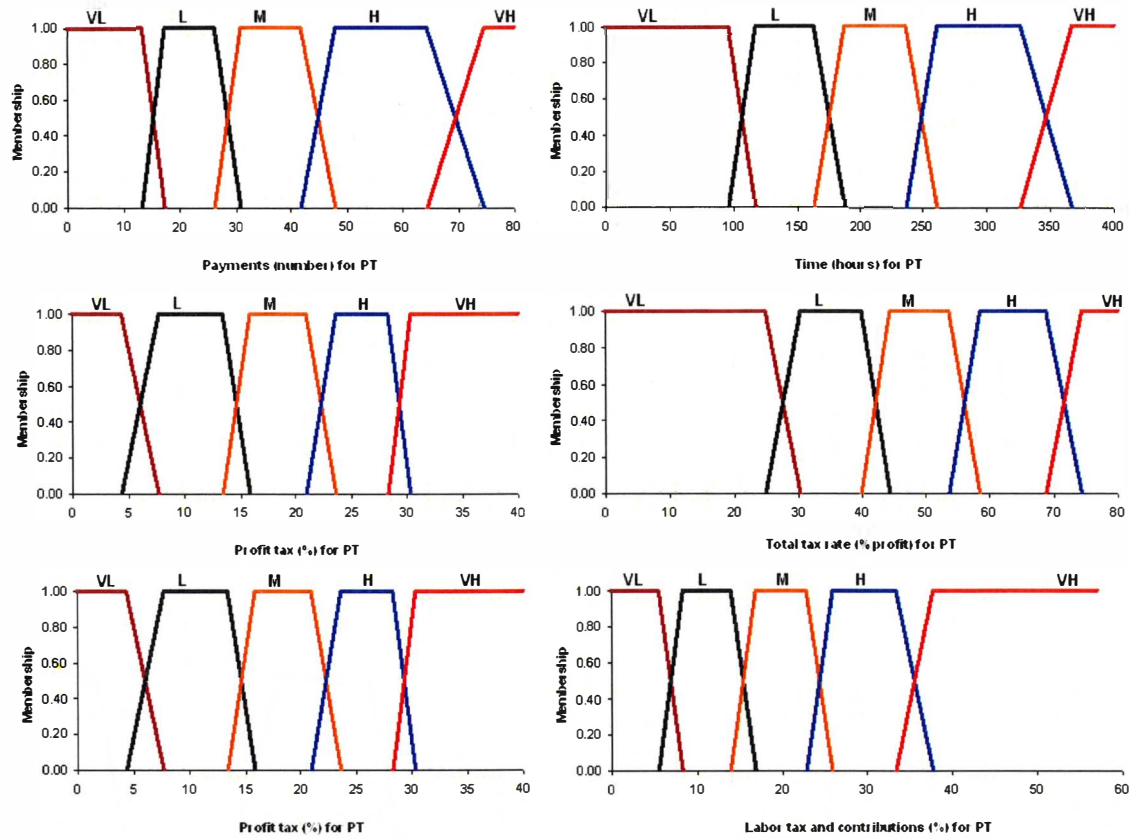 VL L M H VH
1.00
0.80
0.60
0.40
0.20
0.00
Membership
0 10 20 30 40 50 60 70 80
Payments (number) for PT
VL L M H VH
1.00
0.80
0.60
0.40
0.20
0.00
Membership
0 50 100 150 200 250 300 350 400
Time (hours) for PT
VL L M H VH
1.00
0.80
0.60
0.40
0.20
0.00
Membership
0 5 10 15 20 25 30 35 40
Profit tax (%) for PT
VL L M H VH
1.00
0.80
0.60
0.40
0.20
0.00
Membership
0 10 20 30 40 50 60 70 80
Total tax rate (% profit) for PT
VL L M H VH
1.00
0.80
0.60
0.40
0.20
0.00
Membership
0 5 10 15 20 25 30 35 40
Profit tax (%) for PT
VL L M H VH
1.00
0.80
0.60
0.40
0.20
0.00
Membership
0 10 20 30 40 50 60
Labor tax and contributions (%) for PT